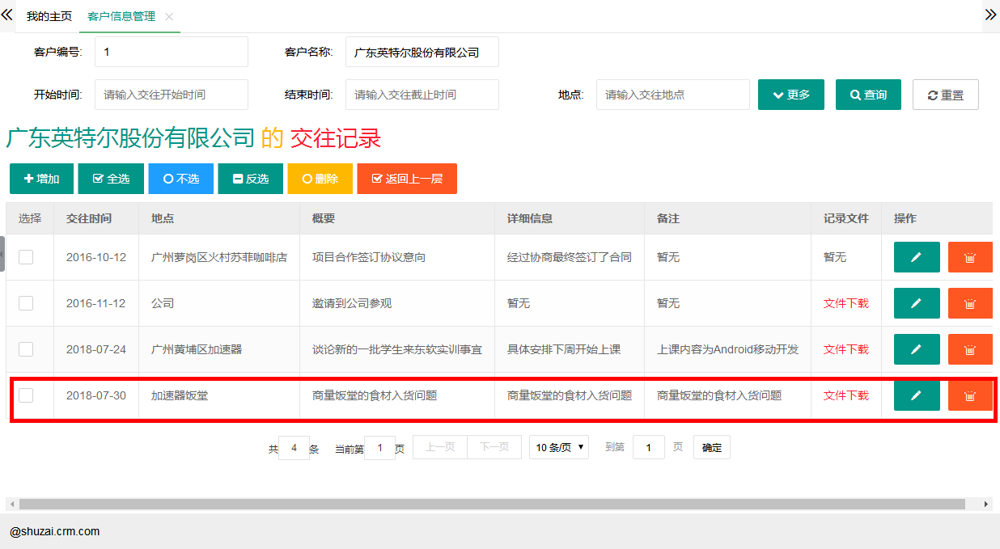 我的主页 客户信息管理
客户编号: 1 客户名称: 广东英特尔股份有限公司
开始时间: 请输入交往开始时间 结束时间: 请输入交往截止时间 地点: 请输入交往地点 更多 查询 重置
广东英特尔股份有限公司 的 交往记录
增加 全选 不选 反选 删除 返回上一层
选择 交往时间 地点 概要 详细信息 备注 记录文件 操作
2016-10-12 广州萝岗区火村苏菲咖啡店 项目合作签订协议意向 经过协商最终签订了合同 暂无 暂无
2016-11-12 公司 邀请到公司参观 暂无 暂无 文件下载
2018-07-24 广州黄埔区加速器 谈论新的一批学生来东软实训事宜 具体安排下周开始上课 上课内容为Android移动开发 文件下载
2018-07-30 加速器饭堂 商量饭堂的食材入货问题 商量饭堂的食材入货问题 商量饭堂的食材入货问题 文件下载
共 4 条 当前第 1 页 上一页 下一页 10 条/页 到第 1 页 确定
@shuzai.crm.com